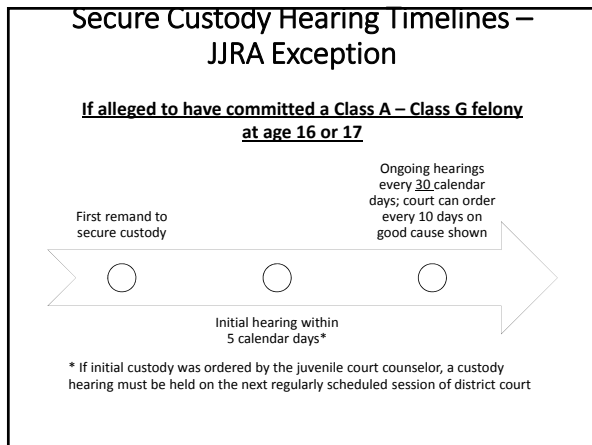 Secure Custody Hearing Timelines –
JJRA Exception
If alleged to have committed a Class A – Class G felony
at age 16 or 17
First remand to
secure custody
Initial hearing within
5 calendar days*
Ongoing hearings
every 30 calendar
days; court can order
every 10 days on
good cause shown
* If initial custody was ordered by the juvenile court counselor, a custody
hearing must be held on the next regularly scheduled session of district court